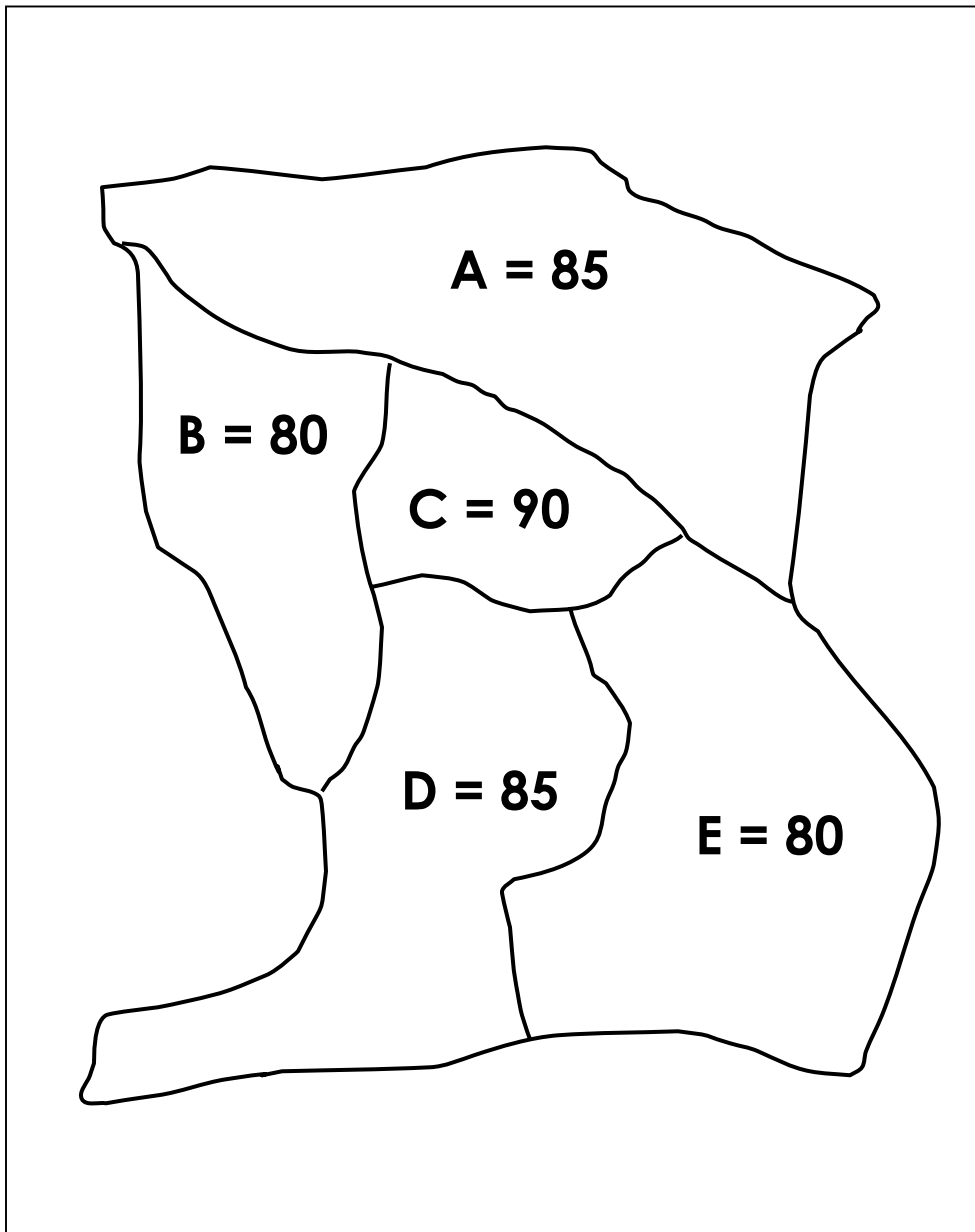 A = 85
B = 80
C = 90
D = 85
E = 80